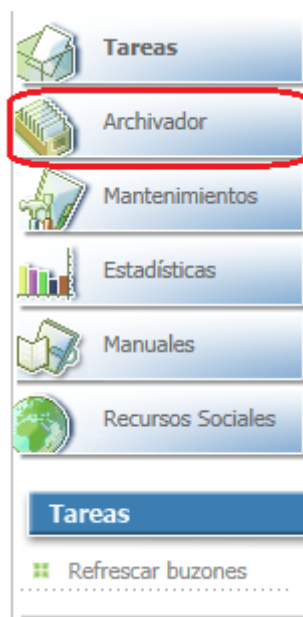 Tareas
Archivador
Mantenimientos
Estadísticas
Manuales
Recursos Sociales
Tareas
Refrescar buzones